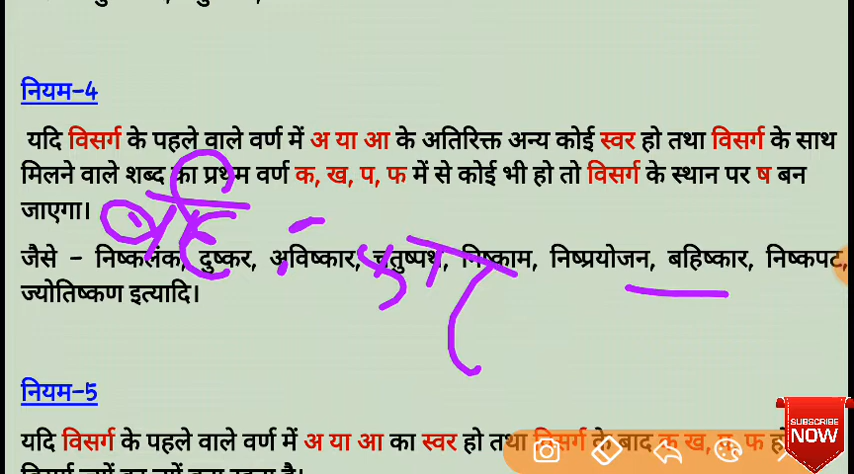 नियम-4
यदि विसर्ग के पहले वाले वर्ण में अ या आ के अतिरिक्त अन्य कोई स्वर हो तथा विसर्ग के साथ
मिलने वाले शब्द का प्रथम वर्ण क, ख, प, फ में से कोई भी हो तो विसर्ग के स्थान पर ष बन
जाएगा।
बहि : कार
जैसे - निष्कलंक, दुष्कर, अविष्कार, चतुष्पथ, निष्काम, निष्प्रयोजन, बहिष्कार, निष्कपट,
ज्योतिष्कण इत्यादि।
नियम-5
यदि विसर्ग के पहले वाले वर्ण में अ या आ का स्वर हो तथा विसर्ग के बाद क ख, प, फ हो
SUBSCRIBE
NOW